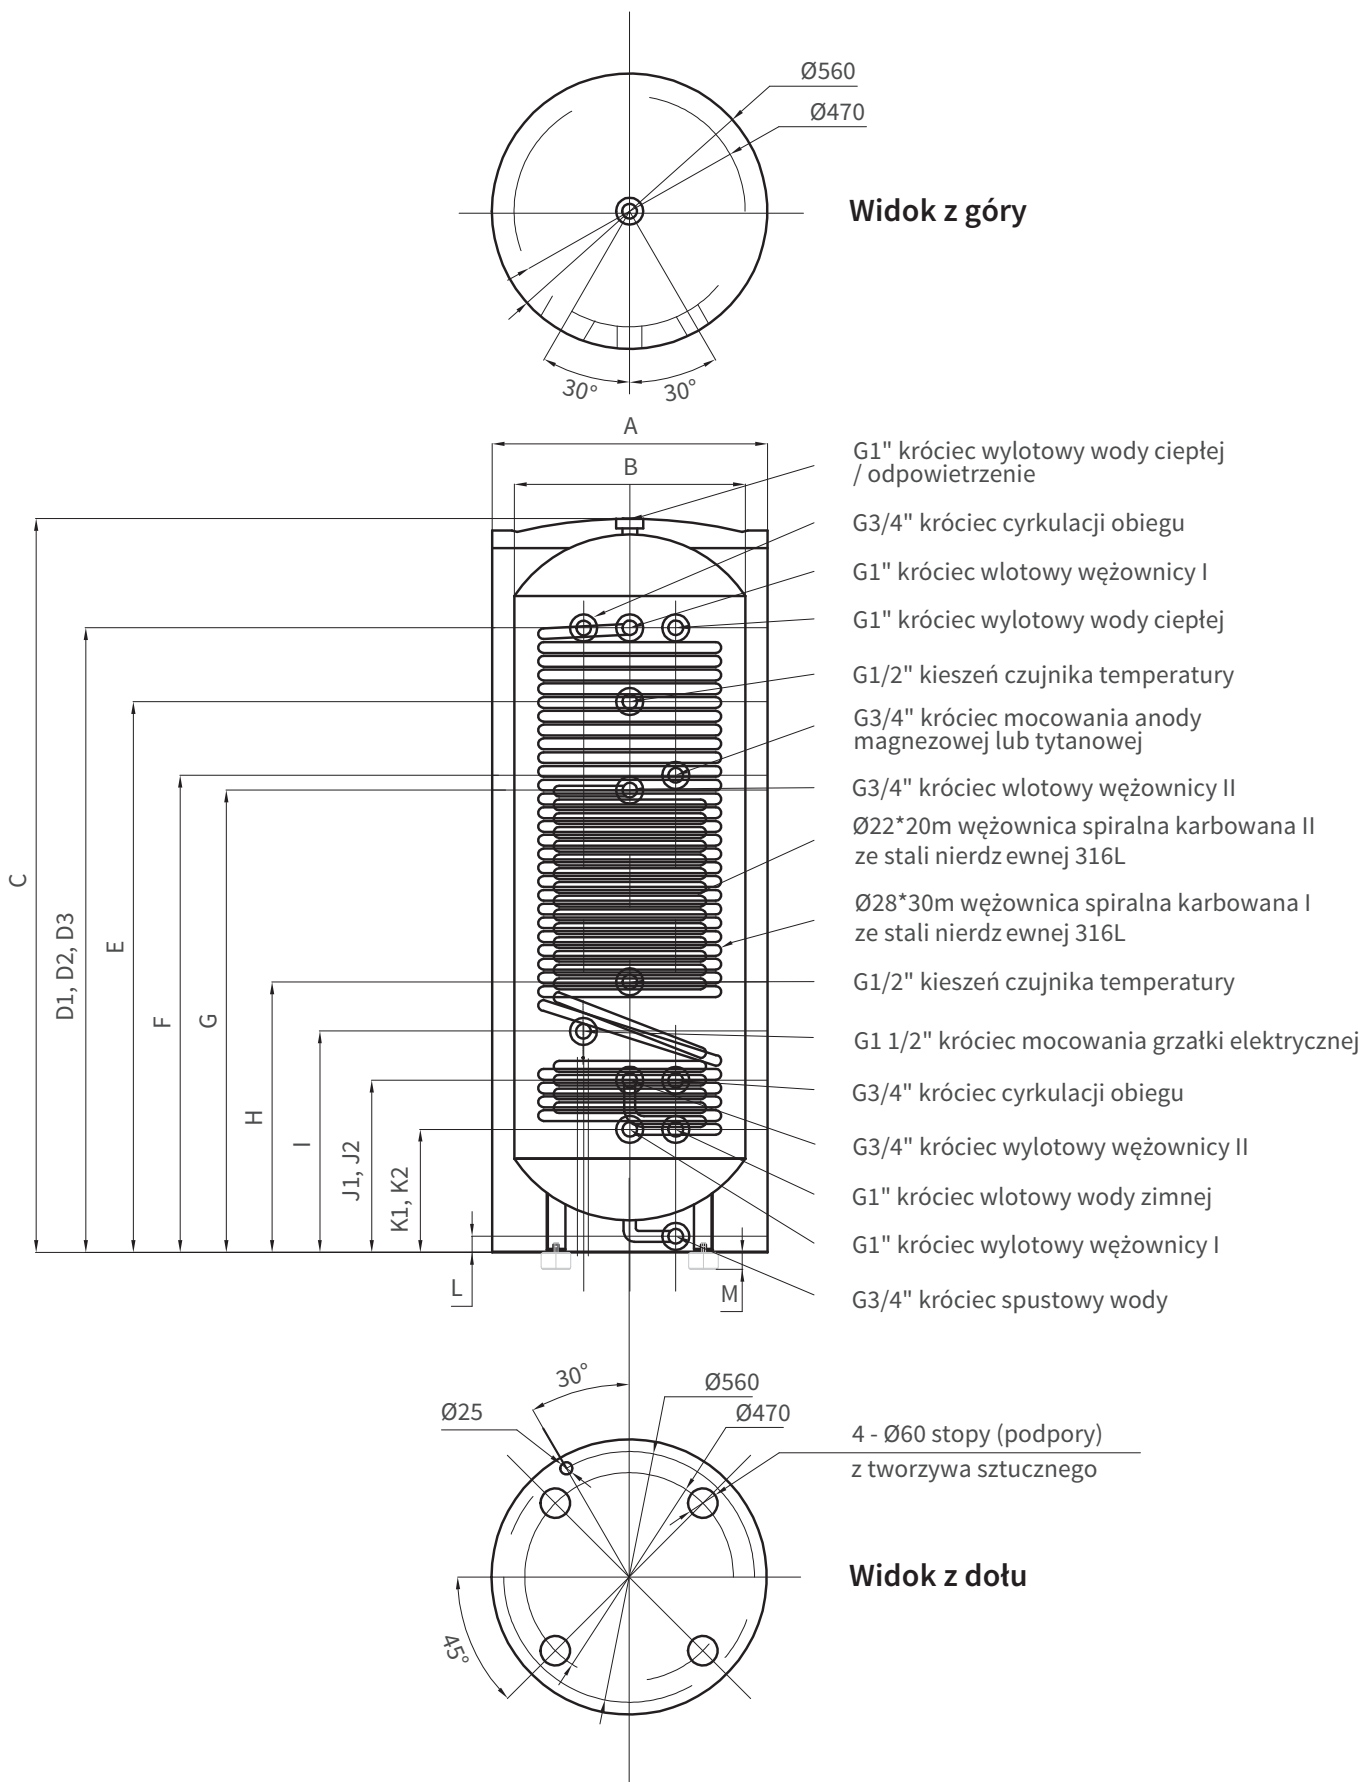 Ø560
Ø470
Widok z góry
30°
30°
A
B
G1" króciec wylotowy wody ciepłej
/ odpowietrzenie
G3/4" króciec cyrkulacji obiegu
G1" króciec wlotowy wężownicy I
G1" króciec wylotowy wody ciepłej
G1/2" kieszeń czujnika temperatury
G3/4" króciec mocowania anody
magnezowej lub tytanowej
G3/4" króciec wlotowy wężownicy II
Ø22*20m wężownica spiralna karbowana II
ze stali nierdz ewnej 316L
Ø28*30m wężownica spiralna karbowana I
ze stali nierdz ewnej 316L
G1/2" kieszeń czujnika temperatury
G1 1/2" króciec mocowania grzałki elektrycznej
G3/4" króciec cyrkulacji obiegu
G3/4" króciec wylotowy wężownicy II
G1" króciec wlotowy wody zimnej
G1" króciec wylotowy wężownicy I
G3/4" króciec spustowy wody
C
D1, D2, D3
E
F
G
H
I
J1, J2
K1, K2
L
M
30°
Ø560
Ø25
Ø470
4 - Ø60 stopy (podpory)
z tworzywa sztucznego
Widok z dołu
45°